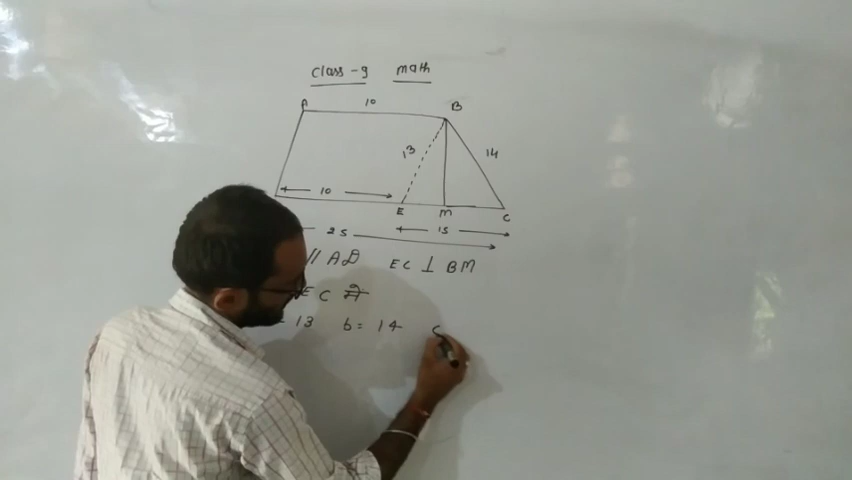 Class-9 math
10
A B
13 14
10
E M C
25 15
// AD EC ⊥ BM
EC में
- 13 b = 14 c